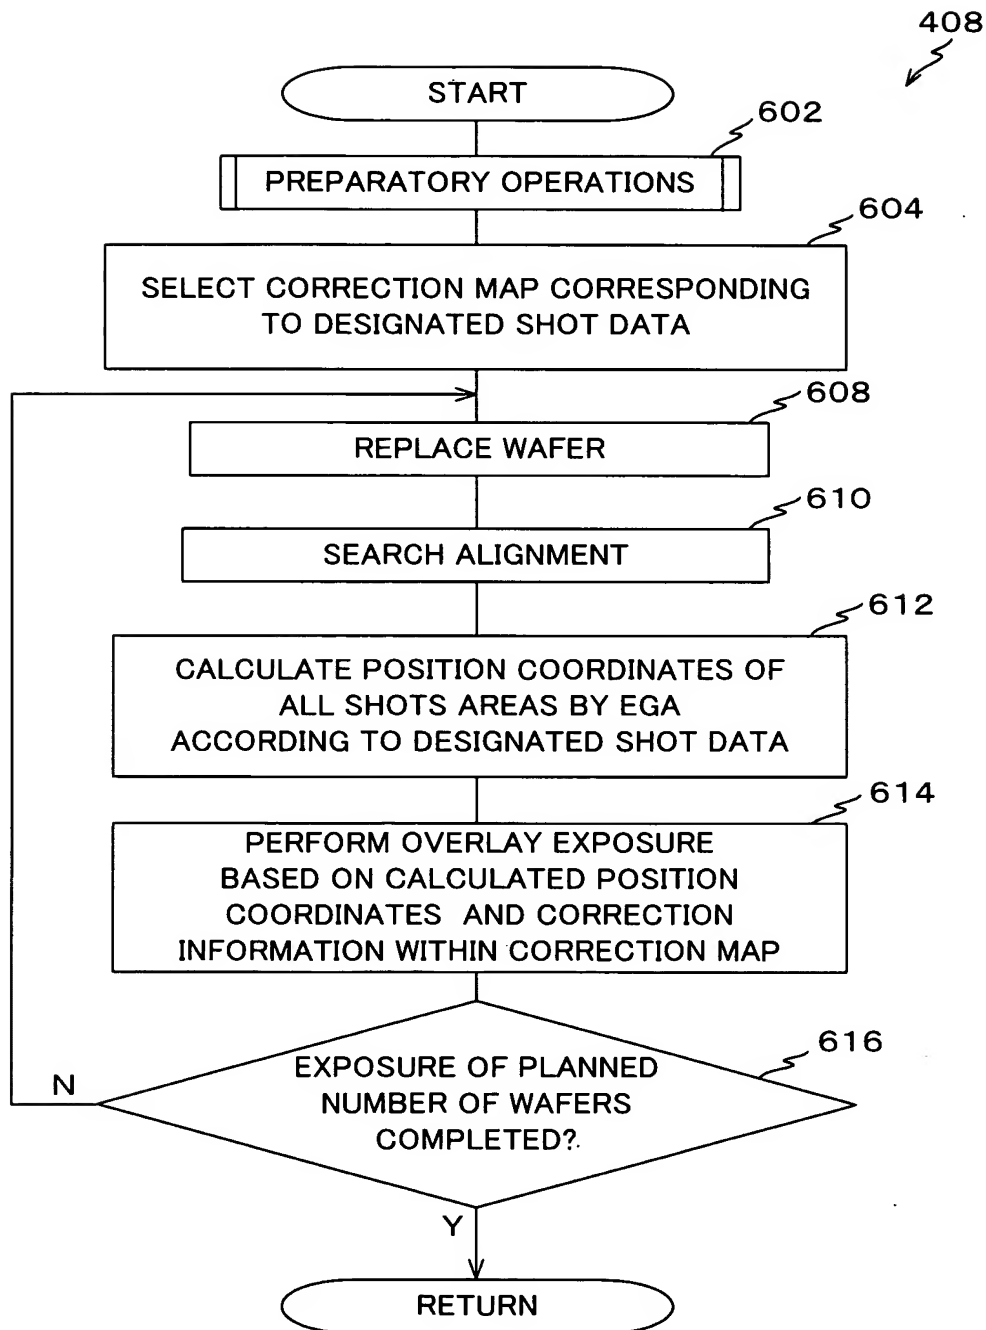 408
START
602
PREPARATORY OPERATIONS
604
SELECT CORRECTION MAP CORRESPONDING
TO DESIGNATED SHOT DATA
608
REPLACE WAFER
610
SEARCH ALIGNMENT
612
CALCULATE POSITION COORDINATES OF
ALL SHOTS AREAS BY EGA
ACCORDING TO DESIGNATED SHOT DATA
614
PERFORM OVERLAY EXPOSURE
BASED ON CALCULATED POSITION
COORDINATES AND CORRECTION
INFORMATION WITHIN CORRECTION MAP
616
EXPOSURE OF PLANNED
NUMBER OF WAFERS
COMPLETED?
N
Y
RETURN